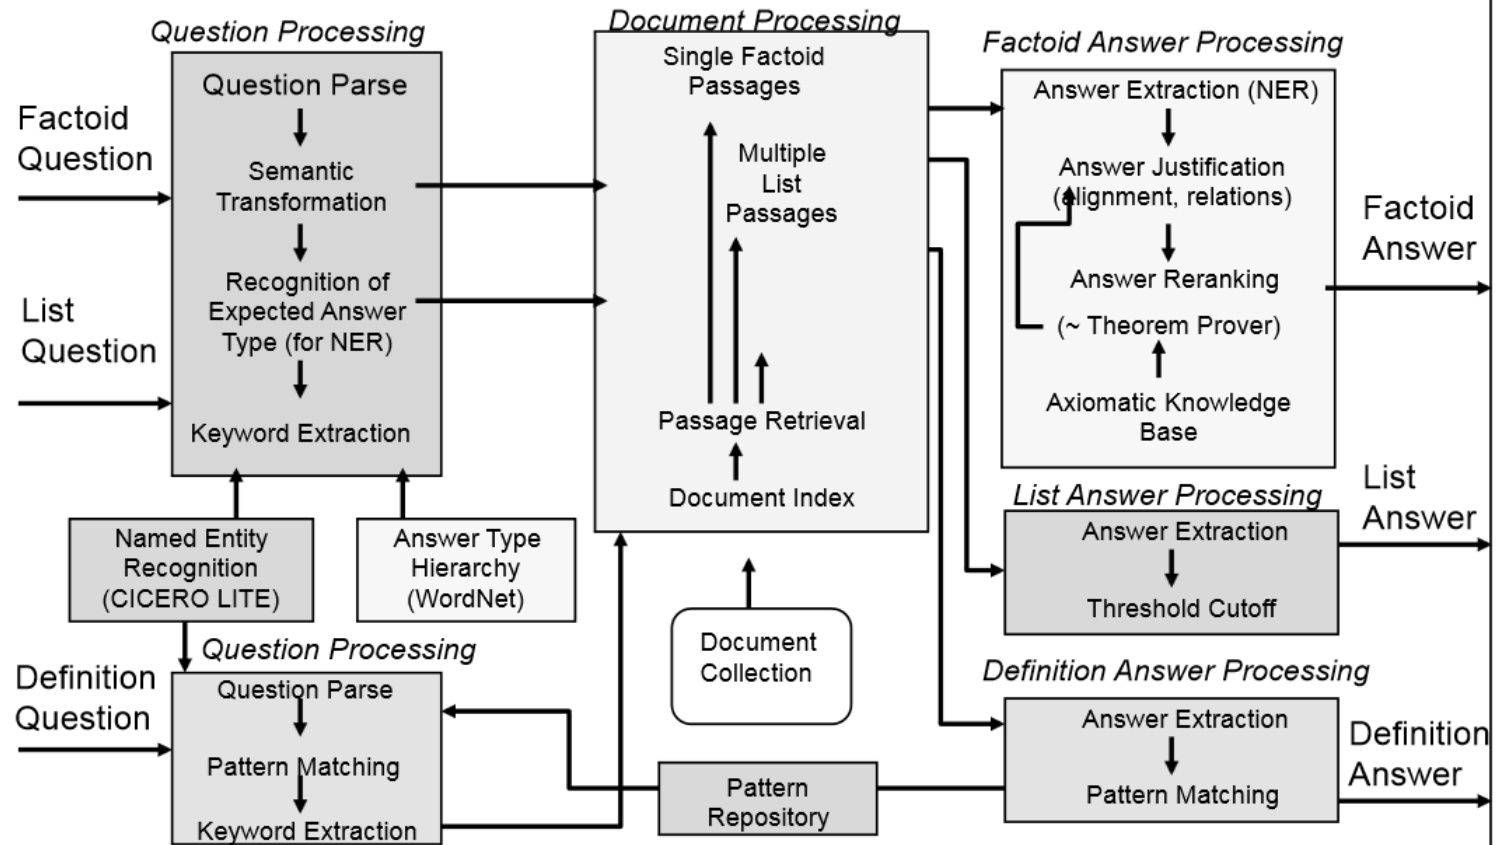 Question Processing
Question Parse
Semantic
Transformation
Recognition of
Expected Answer
Type (for NER)
Keyword Extraction
Factoid
Question
List
Question
Named Entity
Recognition
(CICERO LITE)
Answer Type
Hierarchy
(WordNet)
Question Processing
Question Parse
Pattern Matching
Keyword Extraction
Definition
Question
Document Processing
Single Factoid
Passages
Multiple
List
Passages
Passage Retrieval
Document Index
Document
Collection
Pattern
Repository
Factoid Answer Processing
Answer Extraction (NER)
Answer Justification
(alignment, relations)
Answer Reranking
(~ Theorem Prover)
Axiomatic Knowledge
Base
Factoid
Answer
List Answer Processing
Answer Extraction
Threshold Cutoff
List
Answer
Definition Answer Processing
Answer Extraction
Pattern Matching
Definition
Answer